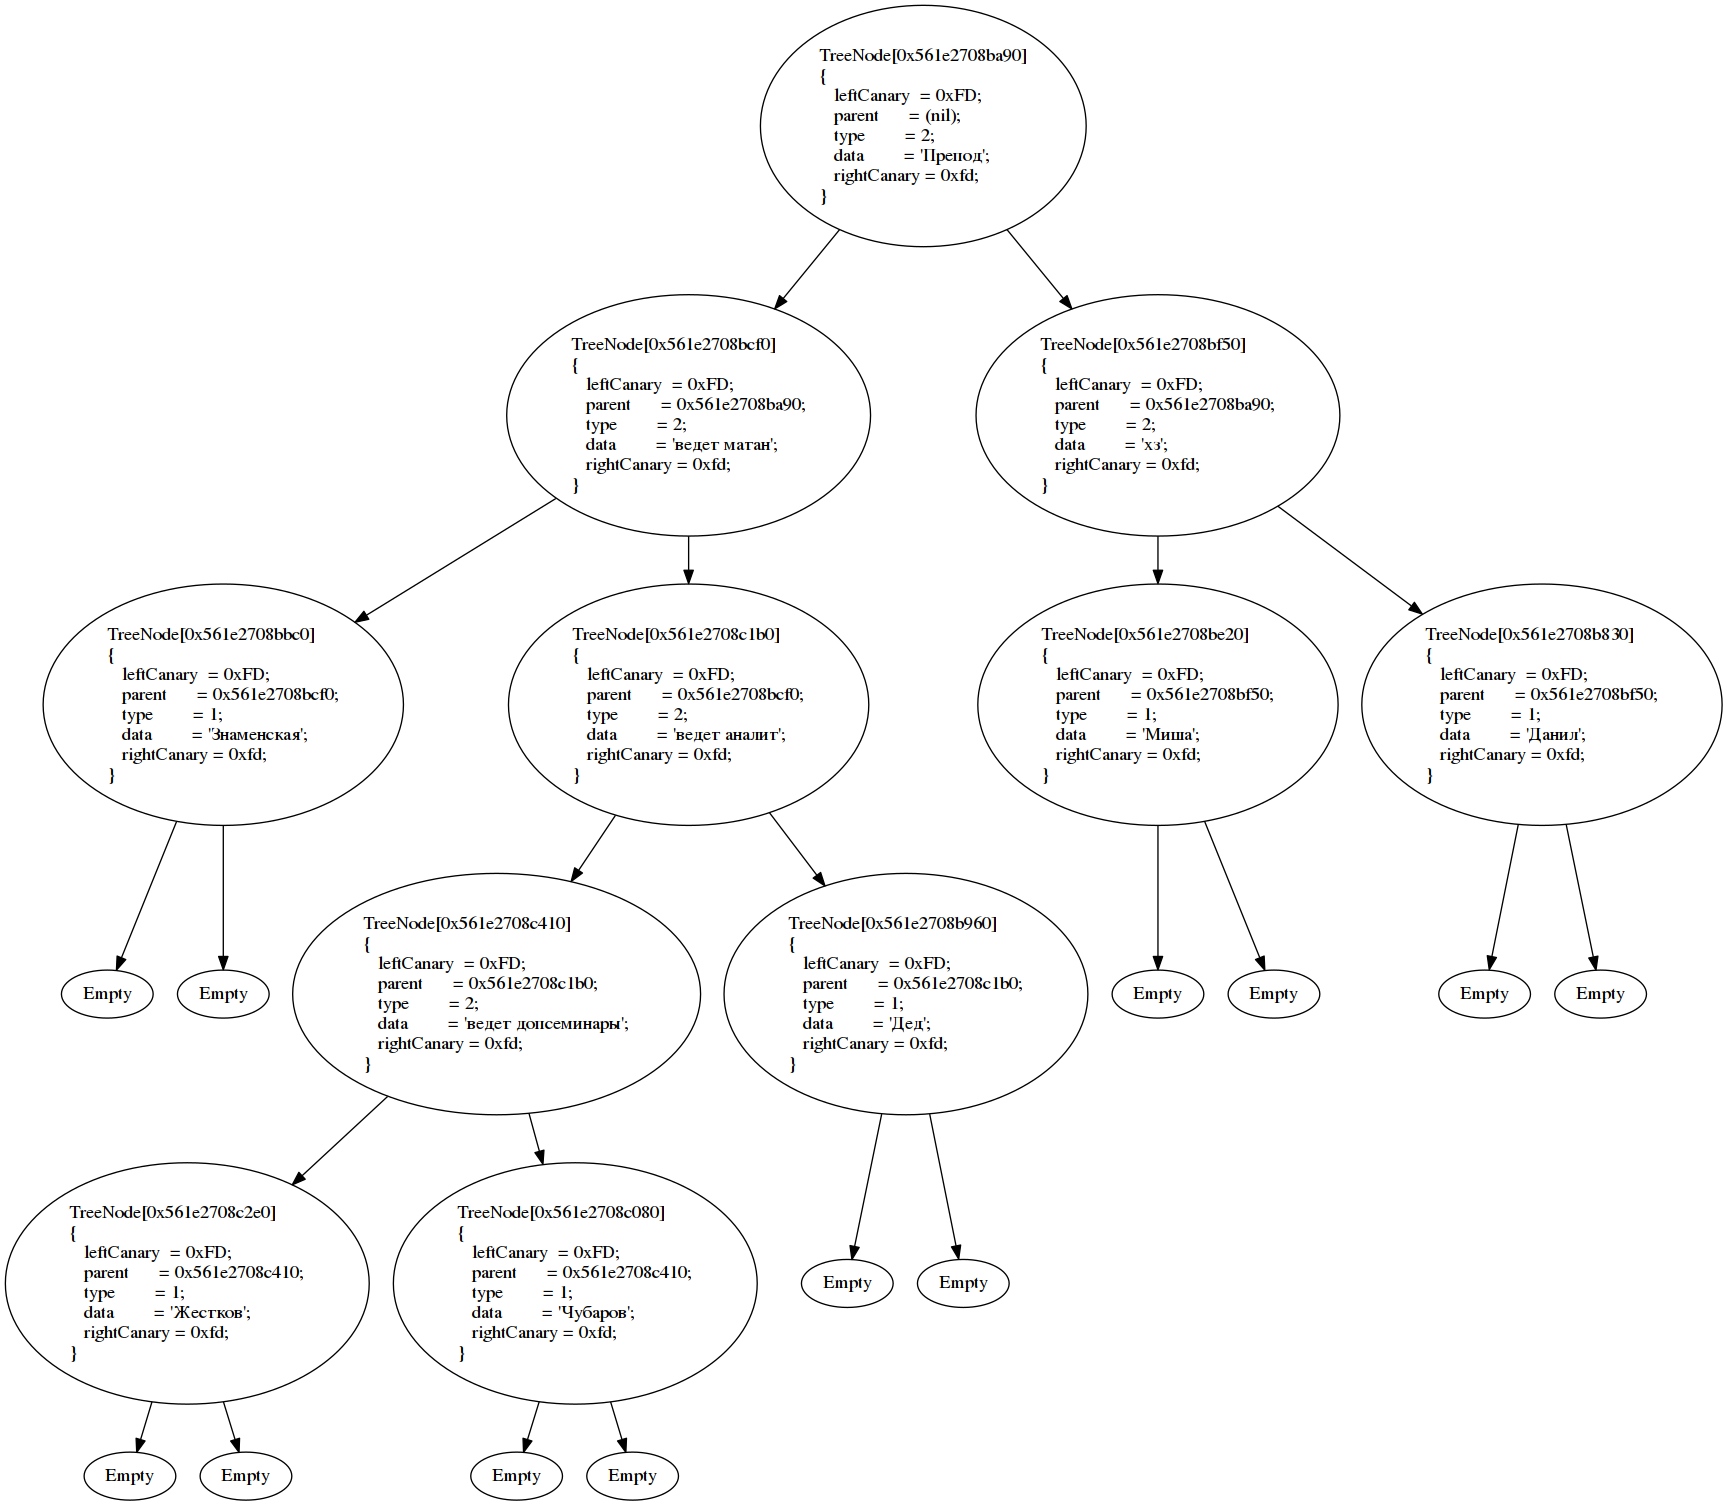 TreeNode[0x561e2708ba90]
{
leftCanary = 0xFD;
parent = (nil);
type = 2;
data = 'Препод';
rightCanary = 0xfd;
}
TreeNode[0x561e2708bcf0]
{
leftCanary = 0xFD;
parent = 0x561e2708ba90;
type = 2;
data = 'ведет матан';
rightCanary = 0xfd;
}
TreeNode[0x561e2708bf50]
{
leftCanary = 0xFD;
parent = 0x561e2708ba90;
type = 2;
data = 'хз';
rightCanary = 0xfd;
}
TreeNode[0x561e2708bbc0]
{
leftCanary = 0xFD;
parent = 0x561e2708bcf0;
type = 1;
data = 'Знаменская';
rightCanary = 0xfd;
}
TreeNode[0x561e2708c1b0]
{
leftCanary = 0xFD;
parent = 0x561e2708bcf0;
type = 2;
data = 'ведет аналит';
rightCanary = 0xfd;
}
TreeNode[0x561e2708be20]
{
leftCanary = 0xFD;
parent = 0x561e2708bf50;
type = 1;
data = 'Миша';
rightCanary = 0xfd;
}
TreeNode[0x561e2708b830]
{
leftCanary = 0xFD;
parent = 0x561e2708bf50;
type = 1;
data = 'Данил';
rightCanary = 0xfd;
}
Empty
Empty
TreeNode[0x561e2708c410]
{
leftCanary = 0xFD;
parent = 0x561e2708c1b0;
type = 2;
data = 'ведет допсеминары';
rightCanary = 0xfd;
}
TreeNode[0x561e2708b960]
{
leftCanary = 0xFD;
parent = 0x561e2708c1b0;
type = 1;
data = 'Дед';
rightCanary = 0xfd;
}
Empty
Empty
Empty
Empty
TreeNode[0x561e2708c2e0]
{
leftCanary = 0xFD;
parent = 0x561e2708c410;
type = 1;
data = 'Жестков';
rightCanary = 0xfd;
}
TreeNode[0x561e2708c080]
{
leftCanary = 0xFD;
parent = 0x561e2708c410;
type = 1;
data = 'Чубаров';
rightCanary = 0xfd;
}
Empty
Empty
Empty
Empty
Empty
Empty